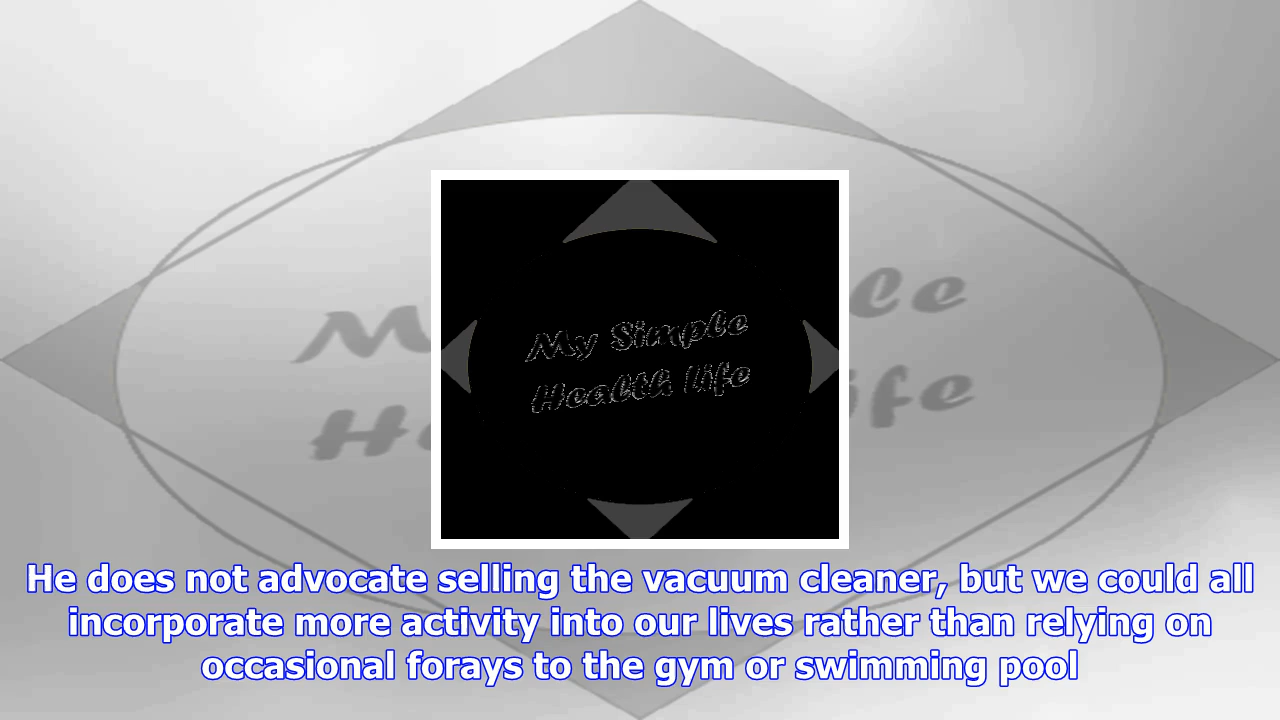 My Simple
Health Life
He does not advocate selling the vacuum cleaner, but we could all
incorporate more activity into our lives rather than relying on
occasional forays to the gym or swimming pool